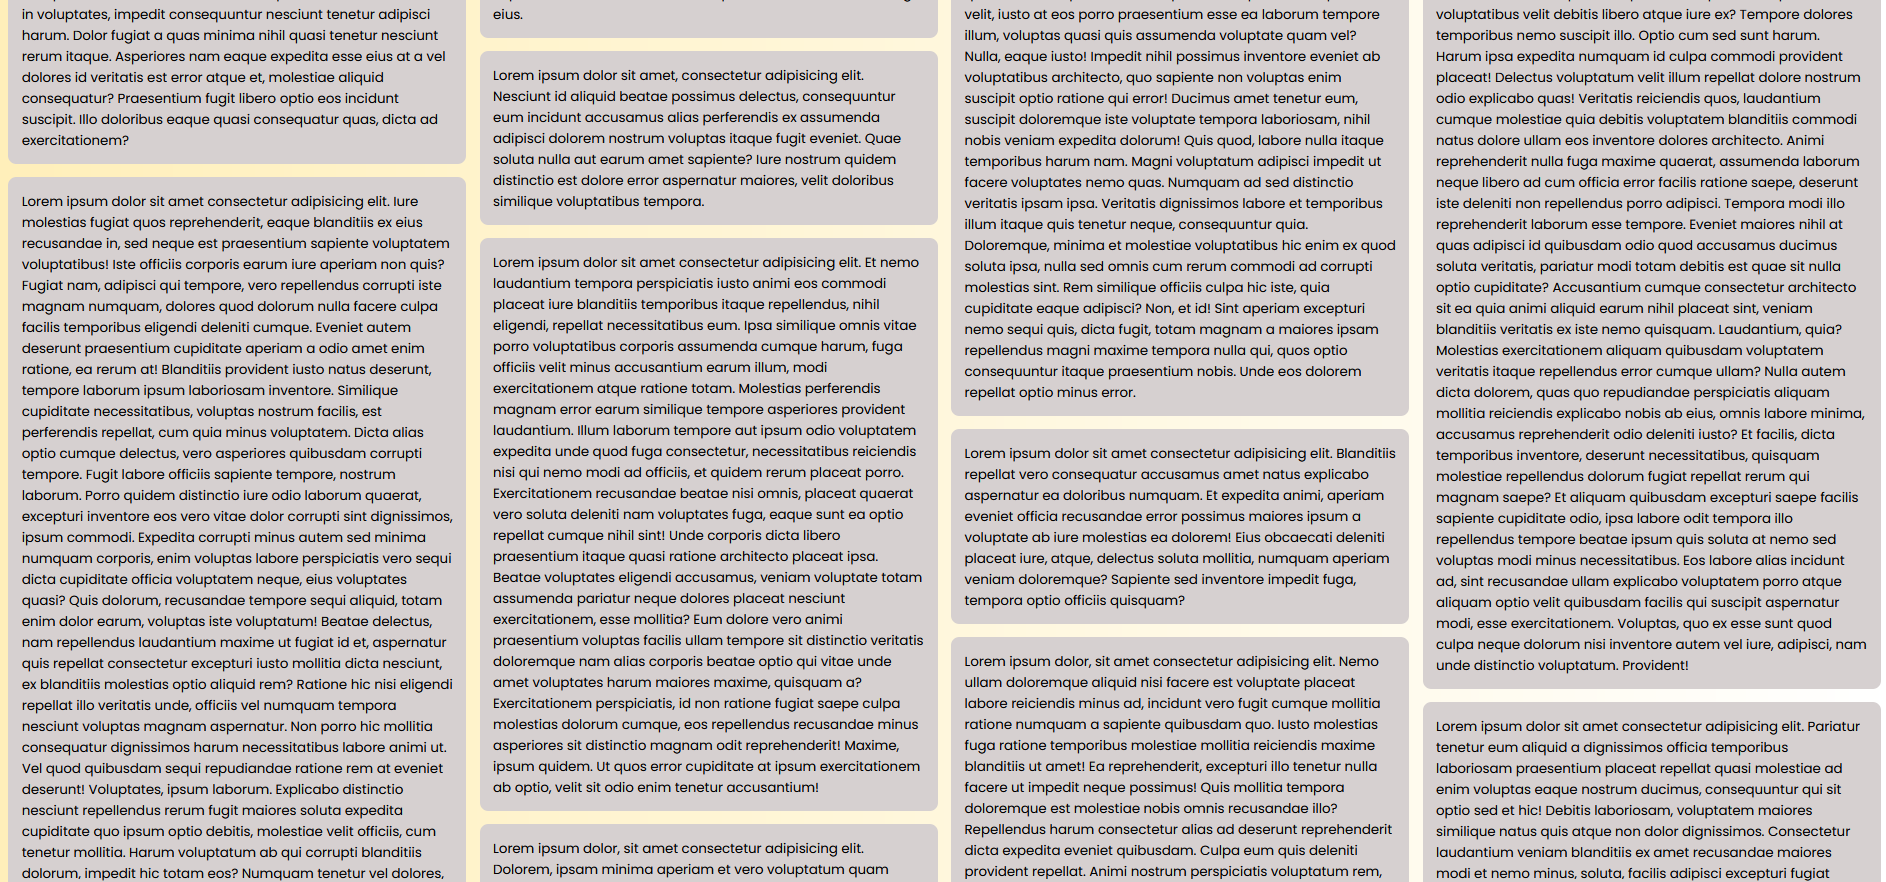 in voluptates, impedit consequuntur nesciunt tenetur adipisci
harum. Dolor fugiat a quas minima nihil quasi tenetur nesciunt
rerum itaque. Asperiores nam eaque expedita esse eius at a vel
dolores id veritatis est error atque et, molestiae aliquid
consequatur? Praesentium fugit libero optio eos incidunt
suscipit. Illo doloribus eaque quasi consequatur quas, dicta ad
exercitationem?
Lorem ipsum dolor sit amet consectetur adipisicing elit. Iure
molestias fugiat quos reprehenderit, eaque blanditiis ex eius
recusandae in, sed neque est praesentium sapiente voluptatem
voluptatibus! Iste officiis corporis earum iure aperiam non quis?
Fugiat nam, adipisci qui tempore, vero repellendus corrupti iste
magnam numquam, dolores quod dolorum nulla facere culpa
facilis temporibus eligendi deleniti cumque. Eveniet autem
deserunt praesentium cupiditate aperiam a odio amet enim
ratione, ea rerum at! Blanditiis provident iusto natus deserunt,
tempore laborum ipsum laboriosam inventore. Similique
cupiditate necessitatibus, voluptas nostrum facilis, est
perferendis repellat, cum quia minus voluptatem. Dicta alias
optio cumque delectus, vero asperiores quibusdam corrupti
tempore. Fugit labore officiis sapiente tempore, nostrum
laborum. Porro quidem distinctio iure odio laborum quaerat,
excepturi inventore eos vero vitae dolor corrupti sint dignissimos,
ipsum commodi. Expedita corrupti minus autem sed minima
numquam corporis, enim voluptas labore perspiciatis vero sequi
dicta cupiditate officia voluptatem neque, eius voluptates
quasi? Quis dolorum, recusandae tempore sequi aliquid, totam
enim dolor earum, voluptas iste voluptatum! Beatae delectus,
nam repellendus laudantium maxime ut fugiat id et, aspernatur
quis repellat consectetur excepturi iusto mollitia dicta nesciunt,
ex blanditiis molestias optio aliquid rem? Ratione hic nisi eligendi
repellat illo veritatis unde, officiis vel numquam tempora
nesciunt voluptas magnam aspernatur. Non porro hic mollitia
consequatur dignissimos harum necessitatibus labore animi ut.
Vel quod quibusdam sequi repudiandae ratione rem at eveniet
deserunt! Voluptates, ipsum laborum. Explicabo distinctio
nesciunt repellendus rerum fugit maiores soluta expedita
cupiditate quo ipsum optio debitis, molestiae velit officiis, cum
tenetur mollitia. Harum voluptatum ab qui corrupti blanditiis
dolorum, impedit hic totam eos? Numquam tenetur vel dolores,
eius.
Lorem ipsum dolor sit amet, consectetur adipisicing elit.
Nesciunt id aliquid beatae possimus delectus, consequuntur
eum incidunt accusamus alias perferendis ex assumenda
adipisci dolorem nostrum voluptas itaque fugit eveniet. Quae
soluta nulla aut earum amet sapiente? Iure nostrum quidem
distinctio est dolore error aspernatur maiores, velit doloribus
similique voluptatibus tempora.
Lorem ipsum dolor sit amet consectetur adipisicing elit. Et nemo
laudantium tempora perspiciatis iusto animi eos commodi
placeat iure blanditiis temporibus itaque repellendus, nihil
eligendi, repellat necessitatibus eum. Ipsa similique omnis vitae
porro voluptatibus corporis assumenda cumque harum, fuga
officiis velit minus accusantium earum illum, modi
exercitationem atque ratione totam. Molestias perferendis
magnam error earum similique tempore asperiores provident
laudantium. Illum laborum tempore aut ipsum odio voluptatem
expedita unde quod fuga consectetur, necessitatibus reiciendis
nisi qui nemo modi ad officiis, et quidem rerum placeat porro.
Exercitationem recusandae beatae nisi omnis, placeat quaerat
vero soluta deleniti nam voluptates fuga, eaque sunt ea optio
repellat cumque nihil sint! Unde corporis dicta libero
praesentium itaque quasi ratione architecto placeat ipsa.
Beatae voluptates eligendi accusamus, veniam voluptate totam
assumenda pariatur neque dolores placeat nesciunt
exercitationem, esse mollitia? Eum dolore vero animi
praesentium voluptas facilis ullam tempore sit distinctio veritatis
doloremque nam alias corporis beatae optio qui vitae unde
amet voluptates harum maiores maxime, quisquam a?
Exercitationem perspiciatis, id non ratione fugiat saepe culpa
molestias dolorum cumque, eos repellendus recusandae minus
asperiores sit distinctio magnam odit reprehenderit! Maxime,
ipsum quidem. Ut quos error cupiditate at ipsum exercitationem
ab optio, velit sit odio enim tenetur accusantium!
Lorem ipsum dolor, sit amet consectetur adipisicing elit.
Dolorem, ipsam minima aperiam et vero voluptatum quam
velit, iusto at eos porro praesentium esse ea laborum tempore
illum, voluptas quasi quis assumenda voluptate quam vel?
Nulla, eaque iusto! Impedit nihil possimus inventore eveniet ab
voluptatibus architecto, quo sapiente non voluptas enim
suscipit optio ratione qui error! Ducimus amet tenetur eum,
suscipit doloremque iste voluptate tempora laboriosam, nihil
nobis veniam expedita dolorum! Quis quod, labore nulla itaque
temporibus harum nam. Magni voluptatum adipisci impedit ut
facere voluptates nemo quas. Numquam ad sed distinctio
veritatis ipsam ipsa. Veritatis dignissimos labore et temporibus
illum itaque quis tenetur neque, consequuntur quia.
Doloremque, minima et molestiae voluptatibus hic enim ex quod
soluta ipsa, nulla sed omnis cum rerum commodi ad corrupti
molestias sint. Rem similique officiis culpa hic iste, quia
cupiditate eaque adipisci? Non, et id! Sint aperiam excepturi
nemo sequi quis, dicta fugit, totam magnam a maiores ipsam
repellendus magni maxime tempora nulla qui, quos optio
consequuntur itaque praesentium nobis. Unde eos dolorem
repellat optio minus error.
Lorem ipsum dolor sit amet consectetur adipisicing elit. Blanditiis
repellat vero consequatur accusamus amet natus explicabo
aspernatur ea doloribus numquam. Et expedita animi, aperiam
eveniet officia recusandae error possimus maiores ipsum a
voluptate ab iure molestias ea dolorem! Eius obcaecati deleniti
placeat iure, atque, delectus soluta mollitia, numquam aperiam
veniam doloremque? Sapiente sed inventore impedit fuga,
tempora optio officiis quisquam?
Lorem ipsum dolor, sit amet consectetur adipisicing elit. Nemo
ullam doloremque aliquid nisi facere est voluptate placeat
labore reiciendis minus ad, incidunt vero fugit cumque mollitia
ratione numquam a sapiente quibusdam quo. Iusto molestias
fuga ratione temporibus molestiae mollitia reiciendis maxime
blanditiis ut amet! Ea reprehenderit, excepturi illo tenetur nulla
facere ut impedit neque possimus! Quis mollitia tempora
doloremque est molestiae nobis omnis recusandae illo?
Repellendus harum consectetur alias ad deserunt reprehenderit
dicta expedita eveniet quibusdam. Culpa eum quis deleniti
provident repellat. Animi nostrum perspiciatis voluptatum rem,
voluptatibus velit debitis libero atque iure ex? Tempore dolores
temporibus nemo suscipit illo. Optio cum sed sunt harum.
Harum ipsa expedita numquam id culpa commodi provident
placeat! Delectus voluptatum velit illum repellat dolore nostrum
odio explicabo quas! Veritatis reiciendis quos, laudantium
cumque molestiae quia debitis voluptatem blanditiis commodi
natus dolore ullam eos inventore dolores architecto. Animi
reprehenderit nulla fuga maxime quaerat, assumenda laborum
neque libero ad cum officia error facilis ratione saepe, deserunt
iste deleniti non repellendus porro adipisci. Tempora modi illo
reprehenderit laborum esse tempore. Eveniet maiores nihil at
quas adipisci id quibusdam odio quod accusamus ducimus
soluta veritatis, pariatur modi totam debitis est quae sit nulla
optio cupiditate? Accusantium cumque consectetur architecto
sit ea quia animi aliquid earum nihil placeat sint, veniam
blanditiis veritatis ex iste nemo quisquam. Laudantium, quia?
Molestias exercitationem aliquam quibusdam voluptatem
veritatis itaque repellendus error cumque ullam? Nulla autem
dicta dolorem, quas quo repudiandae perspiciatis aliquam
mollitia reiciendis explicabo nobis ab eius, omnis labore minima,
accusamus reprehenderit odio deleniti iusto? Et facilis, dicta
temporibus inventore, deserunt necessitatibus, quisquam
molestiae repellendus dolorum fugiat repellat rerum qui
magnam saepe? Et aliquam quibusdam excepturi saepe facilis
sapiente cupiditate odio, ipsa labore odit tempora illo
repellendus tempore beatae ipsum quis soluta at nemo sed
voluptas modi minus necessitatibus. Eos labore alias incidunt
ad, sint recusandae ullam explicabo voluptatem porro atque
aliquam optio velit quibusdam facilis qui suscipit aspernatur
modi, esse exercitationem. Voluptas, quo ex esse sunt quod
culpa neque dolorum nisi inventore autem vel iure, adipisci, nam
unde distinctio voluptatum. Provident!
Lorem ipsum dolor sit amet consectetur adipisicing elit. Pariatur
tenetur eum aliquid a dignissimos officia temporibus
laboriosam praesentium placeat repellat quasi molestiae ad
enim voluptas eaque nostrum ducimus, consequuntur qui sit
optio sed et hic! Debitis laboriosam, voluptatem maiores
similique natus quis atque non dolor dignissimos. Consectetur
laudantium veniam blanditiis ex amet recusandae maiores
modi et nemo minus, soluta, facilis adipisci excepturi fugiat